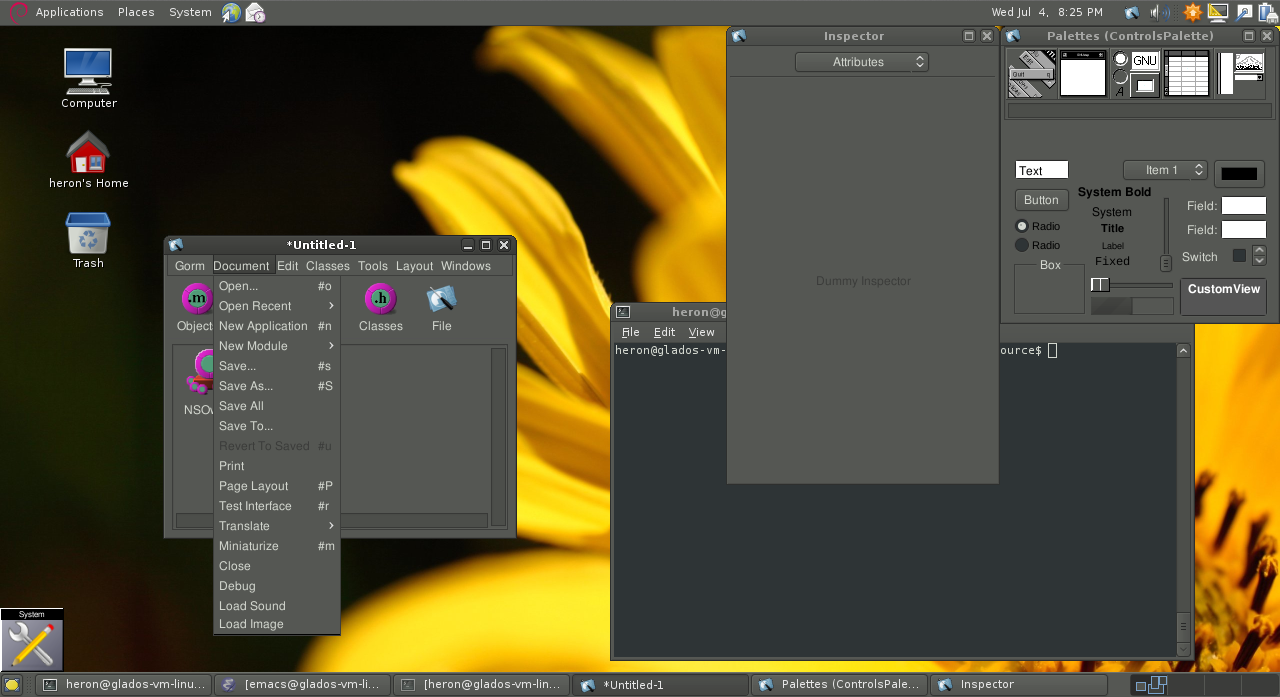 Applications Places System
Wed Jul 4, 8:25 PM
Computer
heron's Home
Trash
System
*Untitled-1
Gorm Document Edit Classes Tools Layout Windows
Open... #o
Open Recent
New Application #n
New Module
Save... #s
Save As... #S
Save All
Save To...
Revert To Saved #u
Print
Page Layout #P
Test Interface #r
Translate
Miniaturize #m
Close
Debug
Load Sound
Load Image
Classes File
Inspector
Attributes
Dummy Inspector
File Edit View
heron@glados-vm- ource$
Palettes (ControlsPalette)
GNU
Text
Item 1
Button
System Bold
System
Title
Label
Fixed
Radio
Radio
Box
Field:
Field:
Switch
CustomView
heron@glados-vm-linu...
[emacs@glados-vm-lin...
[heron@glados-vm-lin...
*Untitled-1
Palettes (ControlsPale...
Inspector